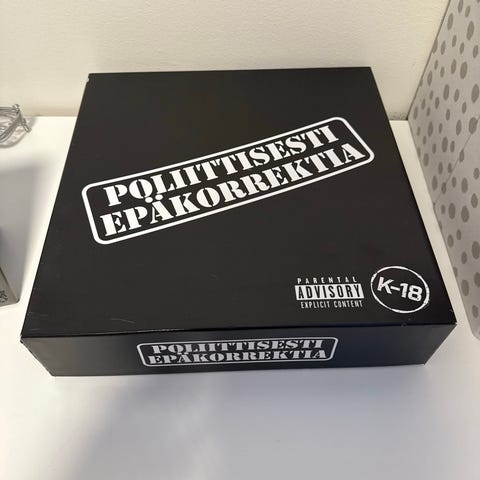 POLIITTISESTI
EPÄKORREKTIA
PARENTAL
ADVISORY
EXPLICIT CONTENT
K-18
POLIITTISESTI
EPÄKORREKTIA